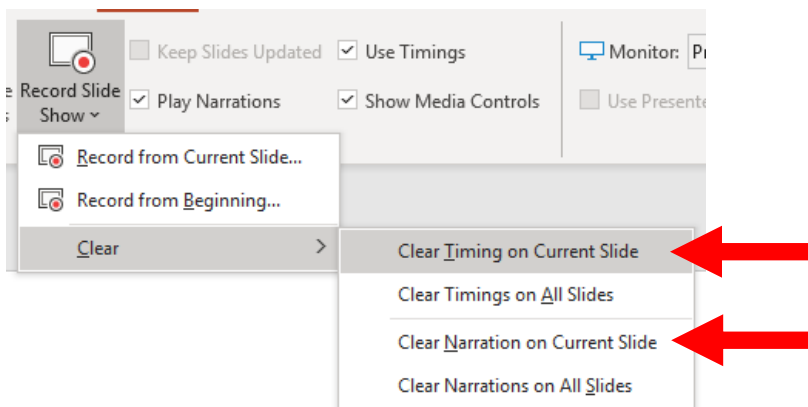 Keep Slides Updated
Use Timings
Monitor:
Record Slide
Show
Play Narrations
Show Media Controls
Use
Record from Current Slide...
Record from Beginning...
Clear
Clear Timing on Current Slide
Clear Timings on All Slides
Clear Narration on Current Slide
Clear Narrations on All Slides